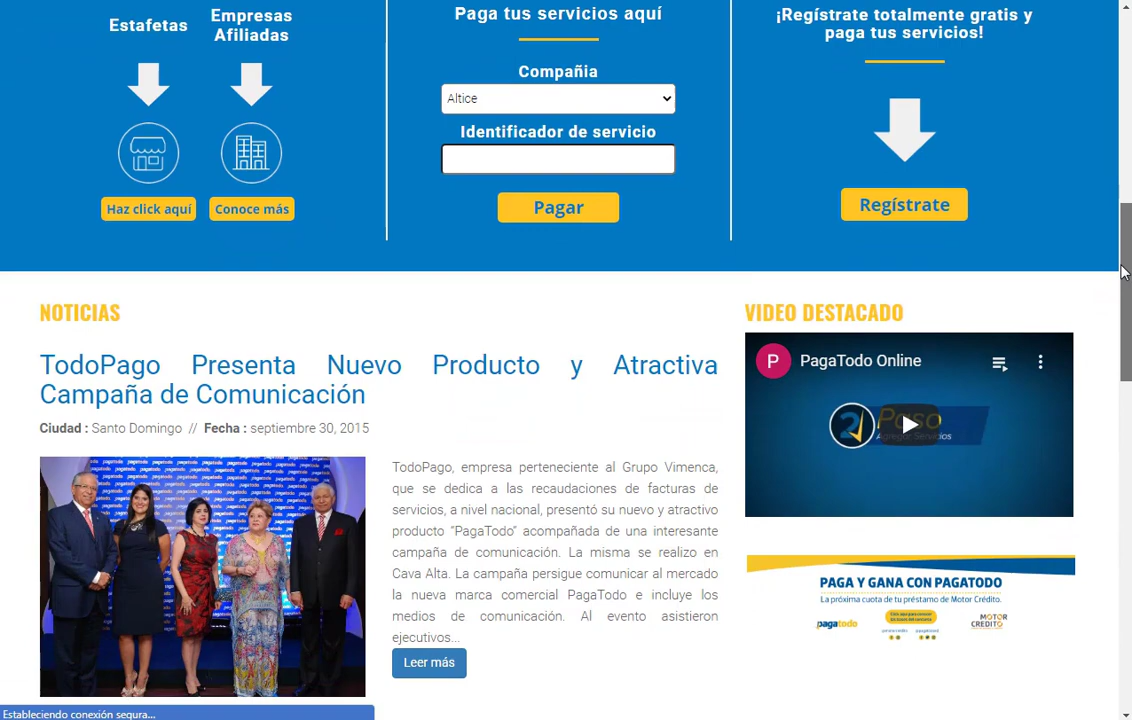 Estafetas
Empresas
Afiliadas
Haz click aquí
Conoce más
Paga tus servicios aquí
Compañia
Altice
Identificador de servicio
Pagar
¡Regístrate totalmente gratis y
paga tus servicios!
Regístrate
NOTICIAS
TodoPago Presenta Nuevo Producto y Atractiva
Campaña de Comunicación
Ciudad : Santo Domingo // Fecha : septiembre 30, 2015
TodoPago, empresa perteneciente al Grupo Vimenca,
que se dedica a las recaudaciones de facturas de
servicios, a nivel nacional, presentó su nuevo y atractivo
producto “PagaTodo” acompañada de una interesante
campaña de comunicación. La misma se realizo en
Cava Alta. La campaña persigue comunicar al mercado
la nueva marca comercial PagaTodo e incluye los
medios de comunicación. Al evento asistieron
ejecutivos...
Leer más
VIDEO DESTACADO
P PagaTodo Online
2 Paso
Agregar Servicios
PAGA Y GANA CON PAGATODO
La próxima cuota de tu préstamo de Motor Crédito.
pagatodo
MOTOR
CREDITO
Estableciendo conexión segura...